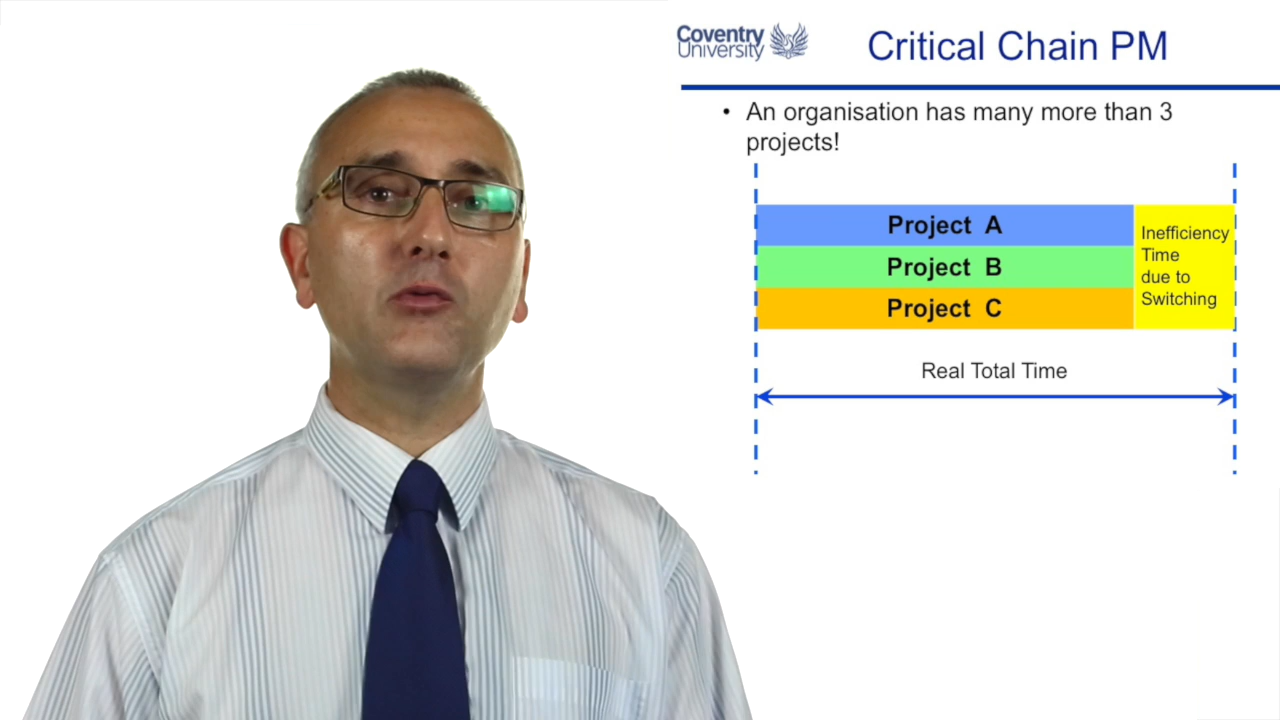 Coventry
University
Critical Chain PM
• An organisation has many more than 3
projects!
Project A
Project B
Project C
Inefficiency
Time
due to
Switching
Real Total Time